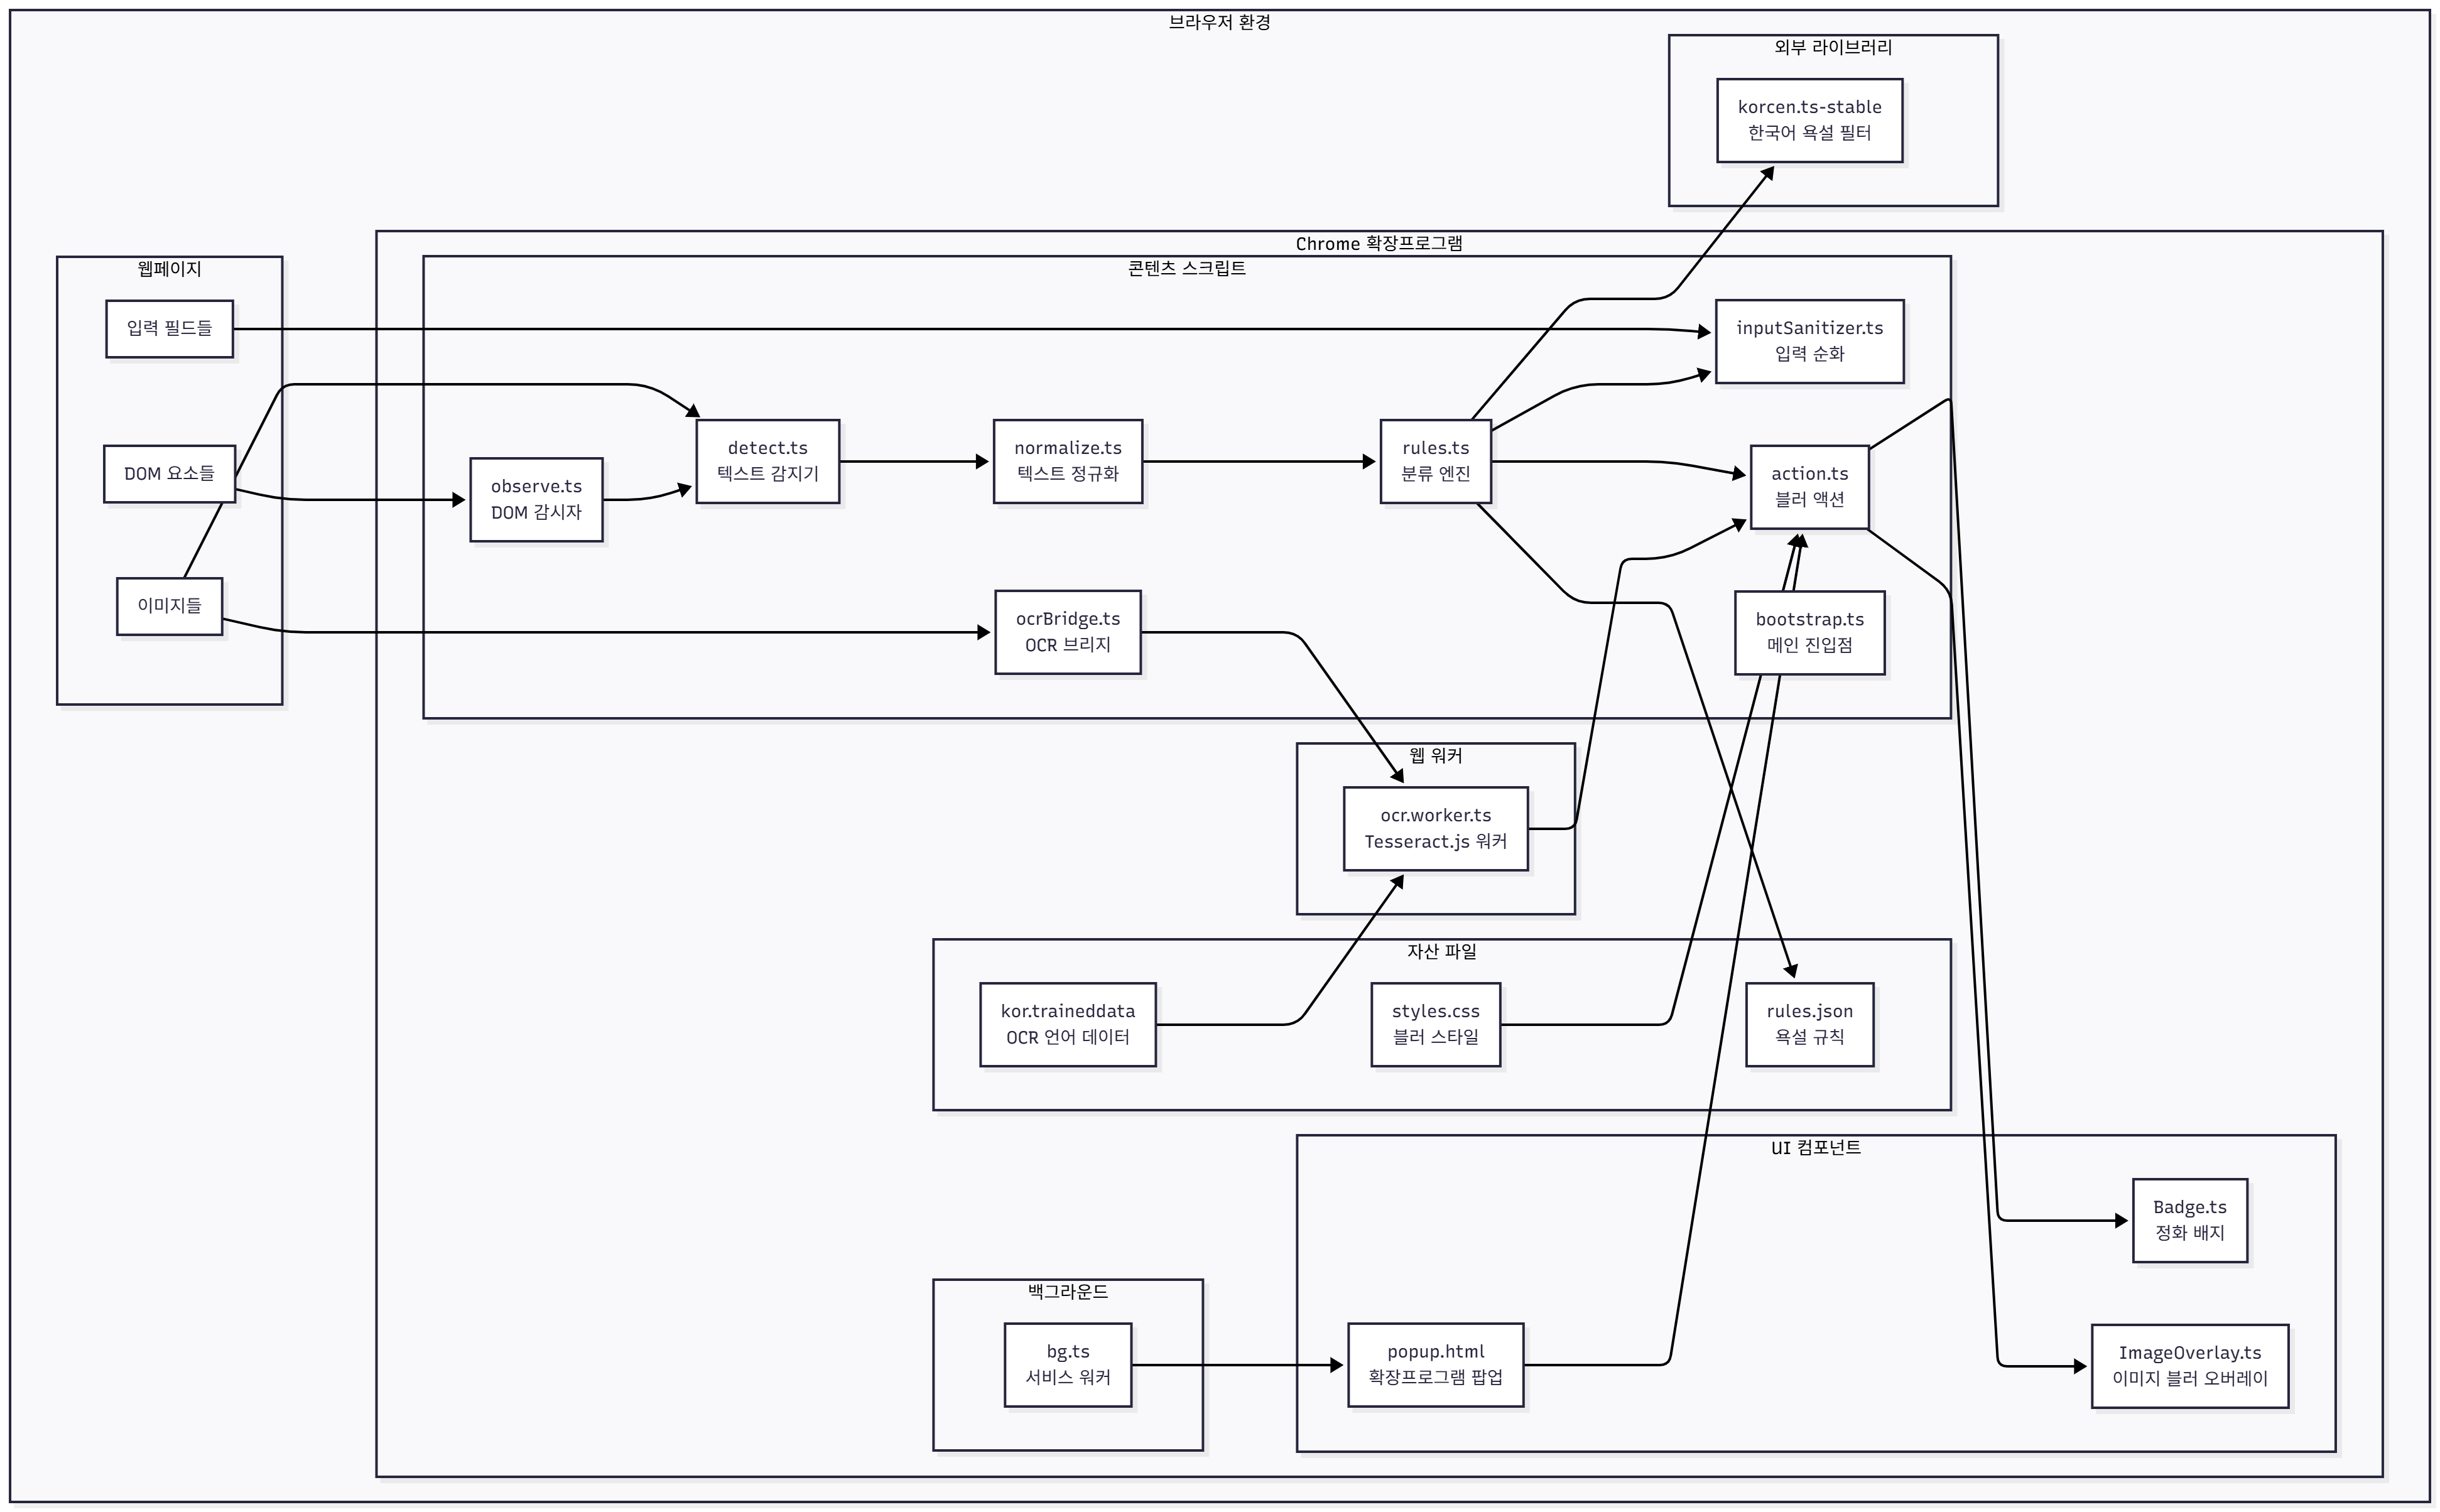 브라우저 환경
외부 라이브러리
korcen.ts-stable
한국어 욕설 필터
Chrome 확장프로그램
웹페이지
콘텐츠 스크립트
입력 필드들
inputSanitizer.ts
입력 순화
DOM 요소들
observe.ts
DOM 감시자
detect.ts
텍스트 감지기
normalize.ts
텍스트 정규화
rules.ts
분류 엔진
action.ts
블러 액션
이미지들
ocrBridge.ts
OCR 브리지
bootstrap.ts
메인 진입점
웹 워커
ocr.worker.ts
Tesseract.js 워커
자산 파일
kor.traineddata
OCR 언어 데이터
styles.css
블러 스타일
rules.json
욕설 규칙
UI 컴포넌트
Badge.ts
정화 배지
백그라운드
bg.ts
서비스 워커
popup.html
확장프로그램 팝업
ImageOverlay.ts
이미지 블러 오버레이